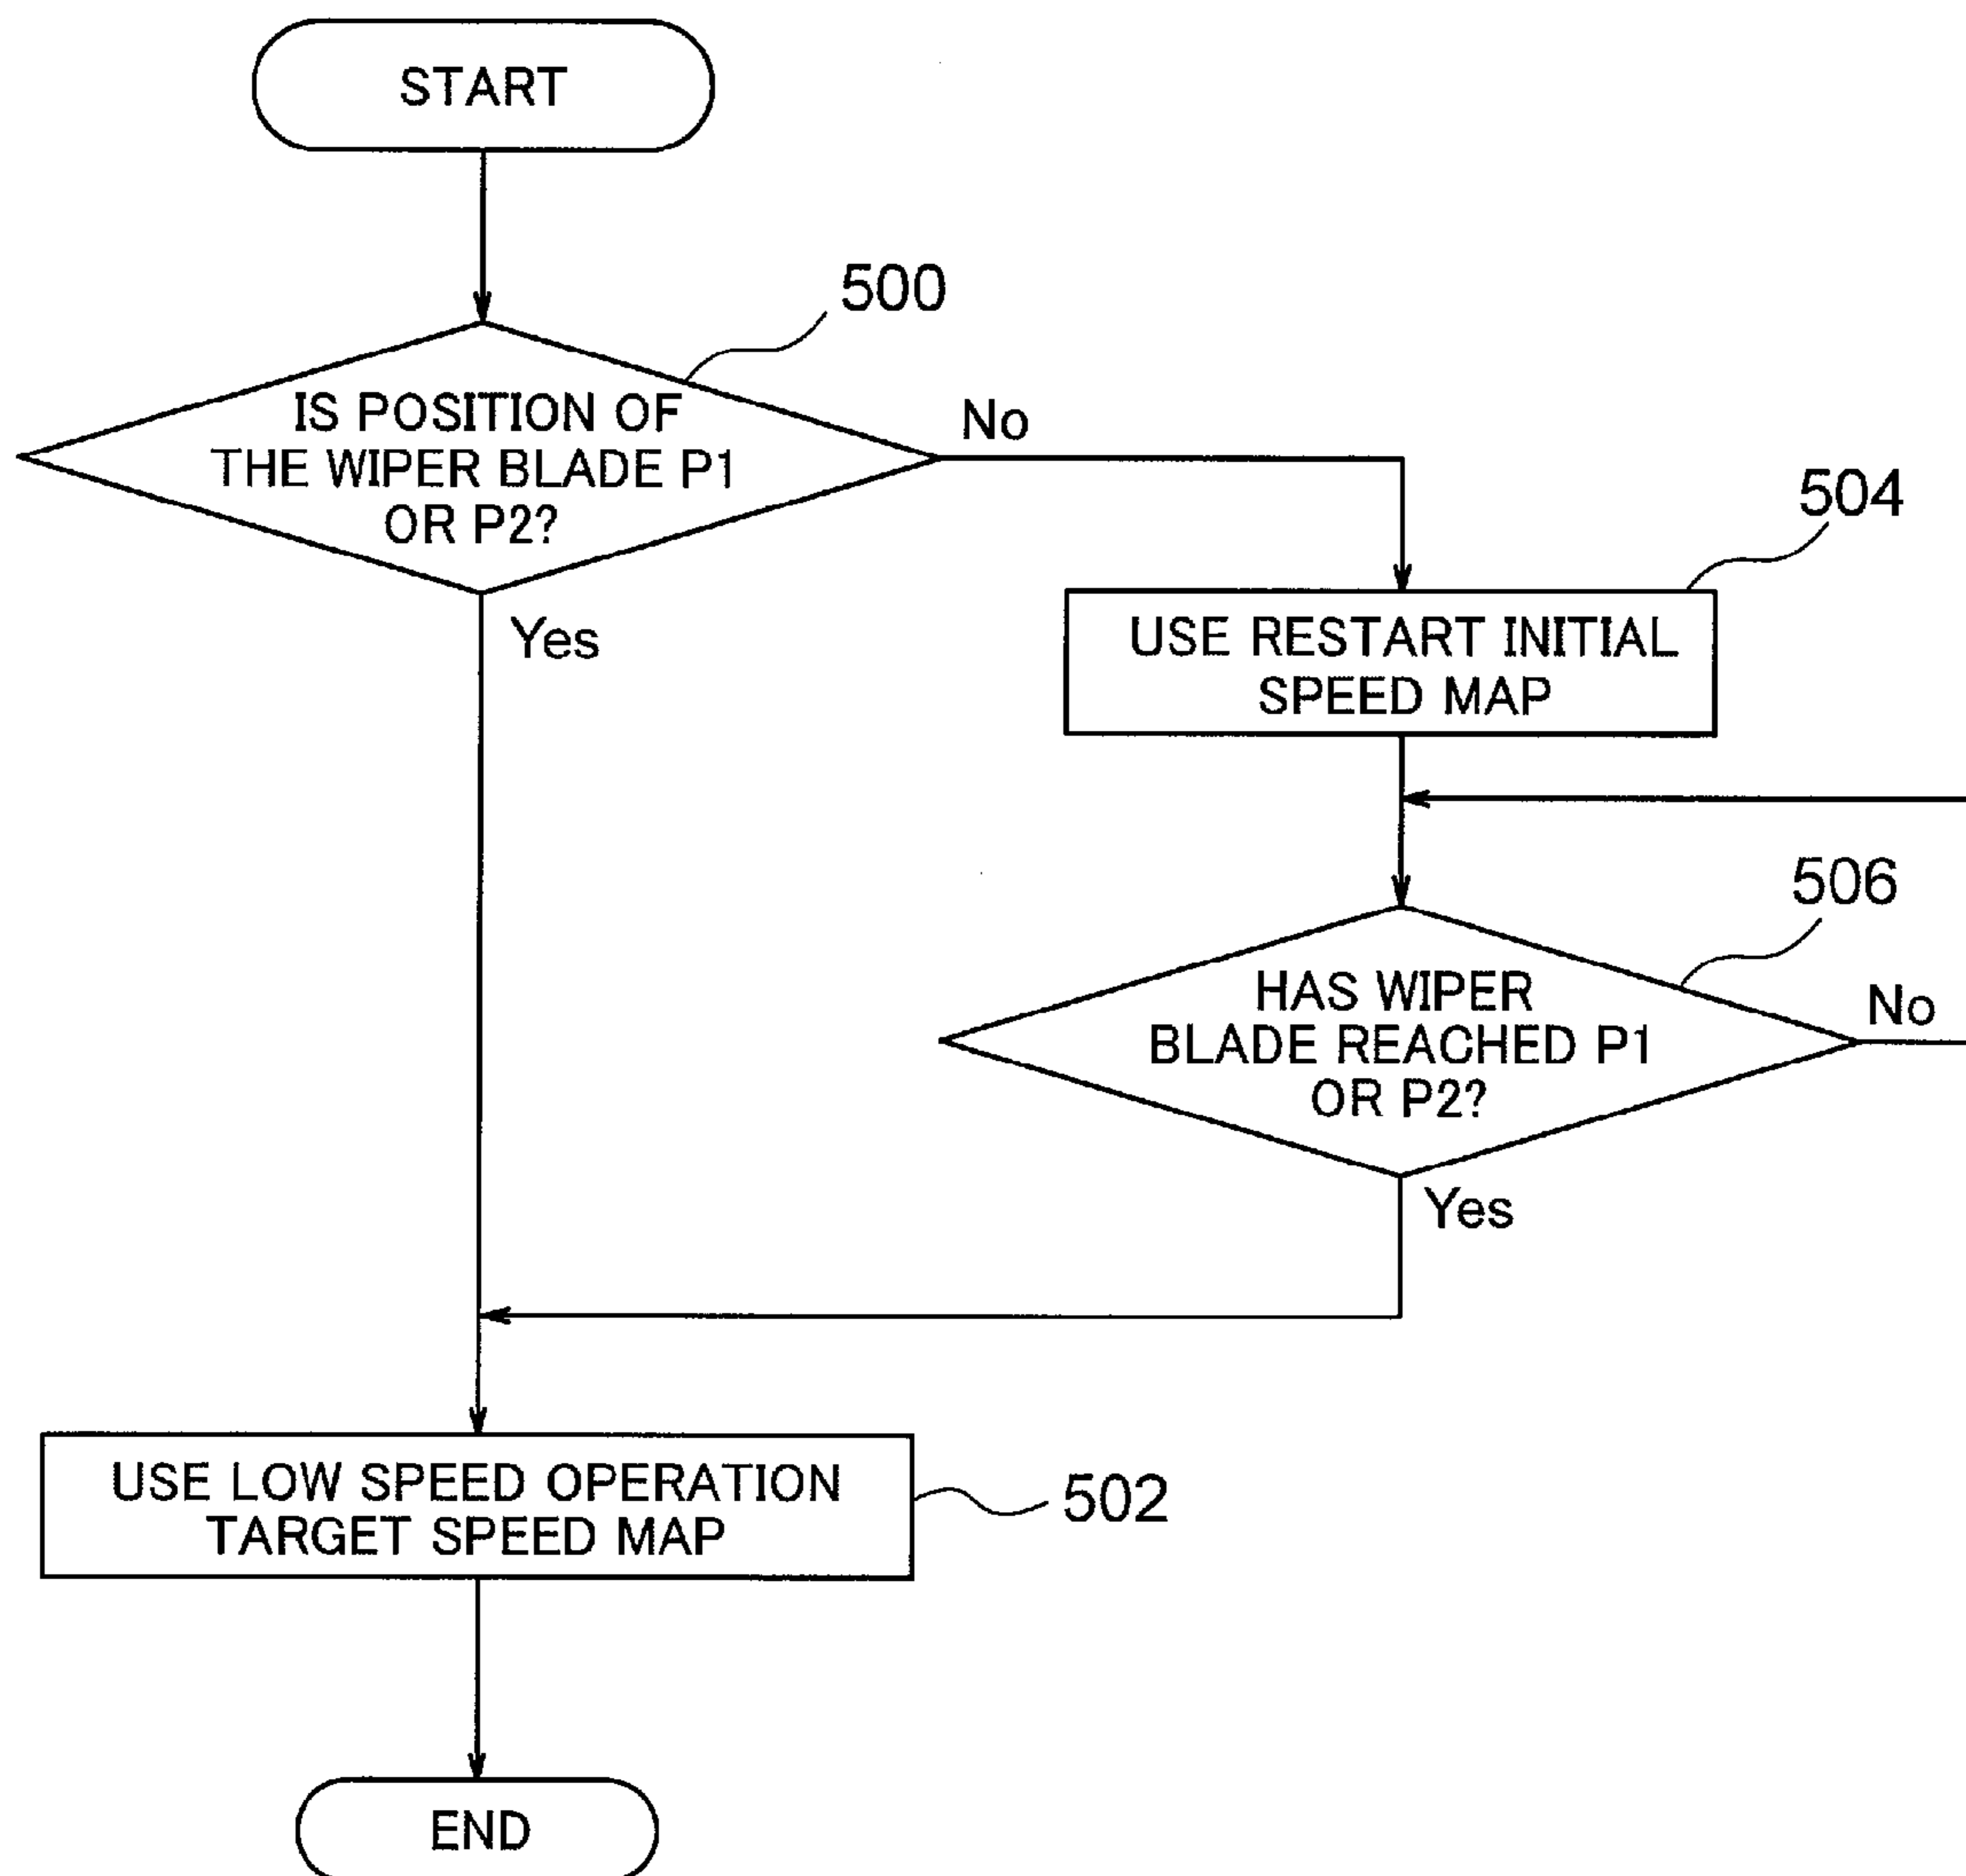 START
500
IS POSITION OF
THE WIPER BLADE P1
OR P2?
No
Yes
504
USE RESTART INITIAL
SPEED MAP
506
HAS WIPER
BLADE REACHED P1
OR P2?
No
Yes
USE LOW SPEED OPERATION
TARGET SPEED MAP
502
END